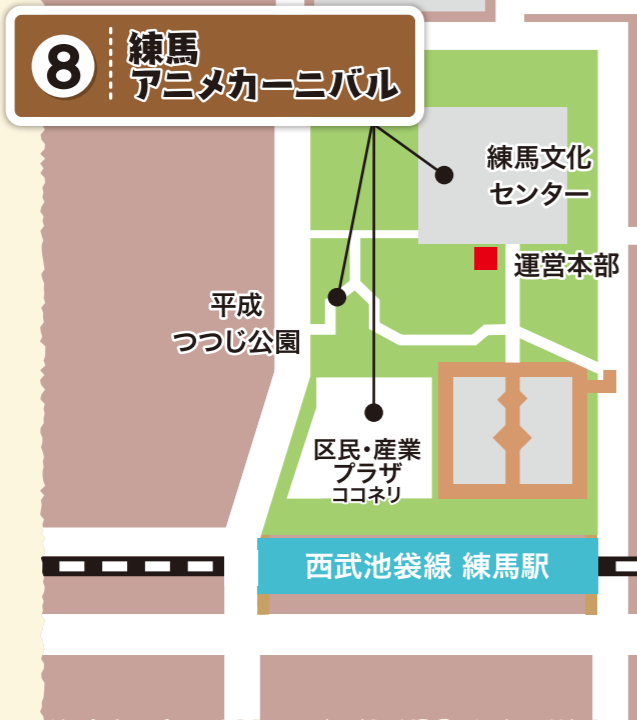 8
練馬
アニメカーニバル
練馬文化
センター
運営本部
平成
つつじ公園
区民・産業
プラザ
ココネリ
西武池袋線 練馬駅